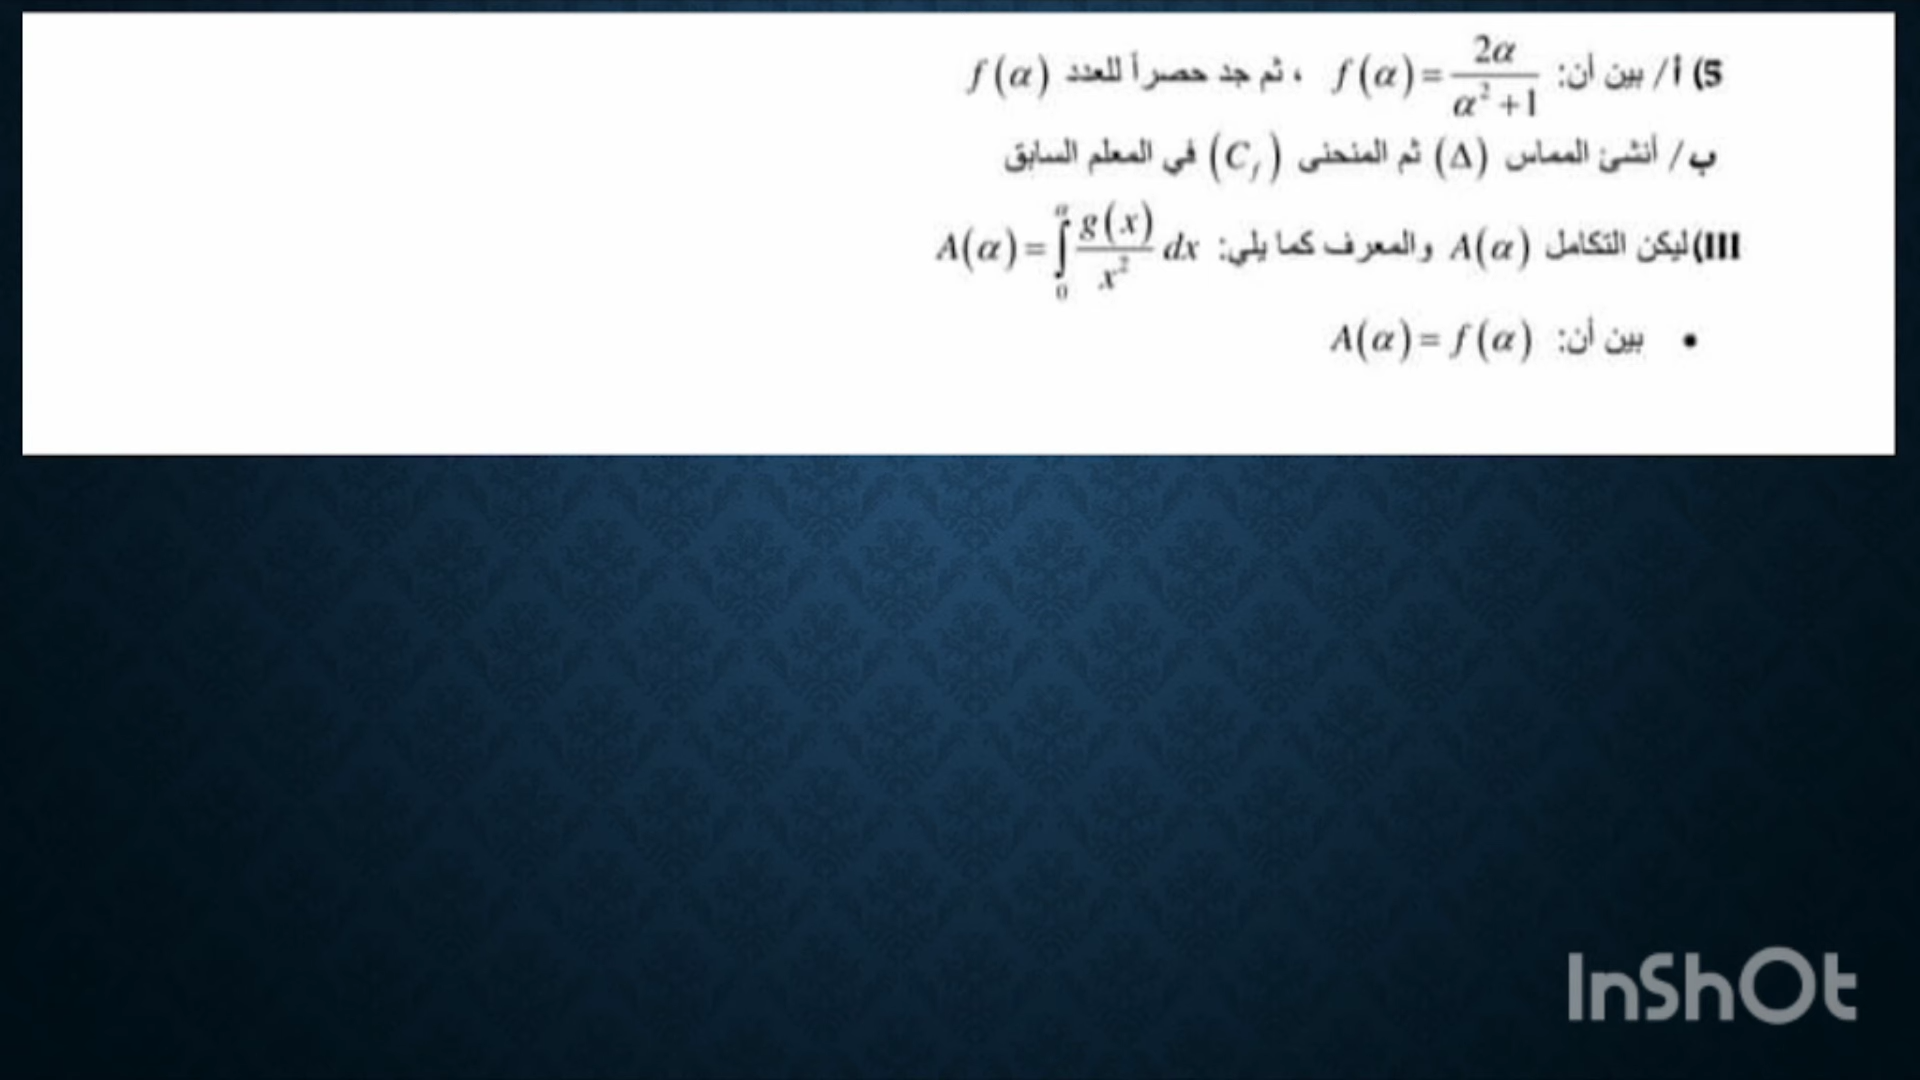 5) أ/ بين أن: f(α) = 2α / (α² + 1) ، ثم جد حصراً للعدد f(α)
ب/ أنشئ المماس (Δ) ثم المنحنى (C_f) في المعلم السابق
III) ليكن التكامل A(α) والمعرف كما يلي: A(α) = ∫₀^α g(x)/x² dx
• بين أن: A(α) = f(α)
InShOt